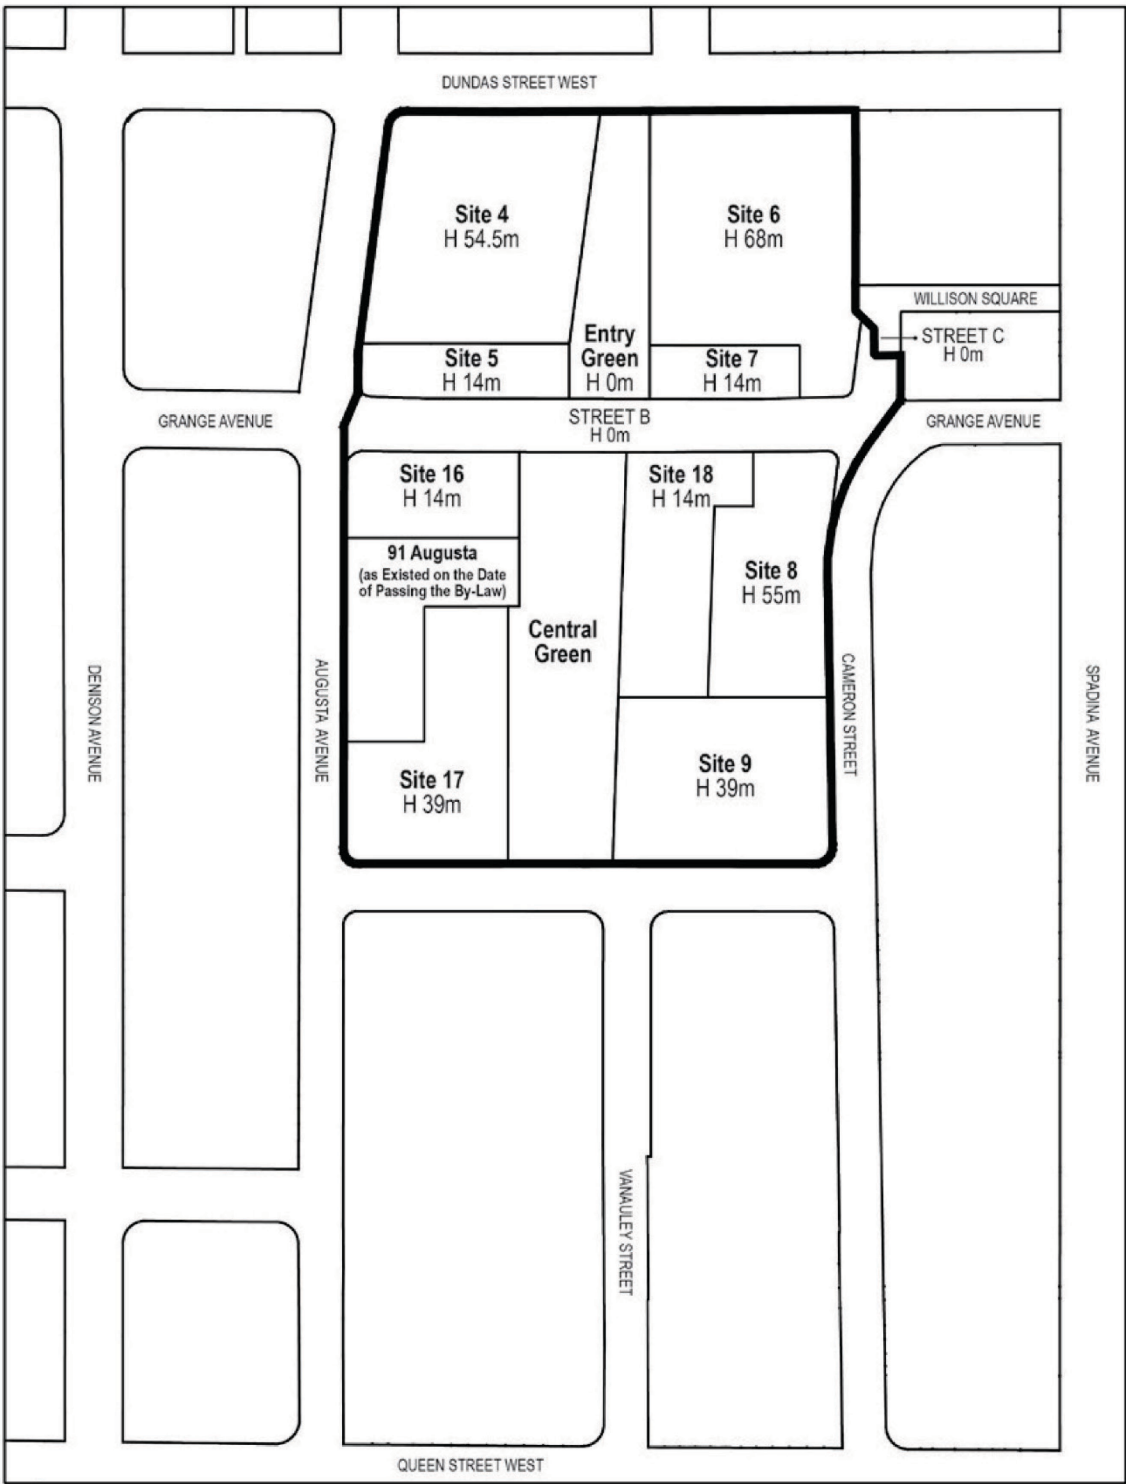 DUNDAS STREET WEST
Site 4
H 54.5m
Site 6
H 68m
WILLISON SQUARE
STREET C
H 0m
Entry
Green
H 0m
Site 5
H 14m
Site 7
H 14m
STREET B
H 0m
GRANGE AVENUE
GRANGE AVENUE
Site 16
H 14m
Site 18
H 14m
91 Augusta
(as Existed on the Date
of Passing the By-Law)
Site 8
H 55m
Central
Green
DENISON AVENUE
AUGUSTA AVENUE
CAMERON STREET
SPADINA AVENUE
Site 17
H 39m
Site 9
H 39m
VANAULEY STREET
QUEEN STREET WEST